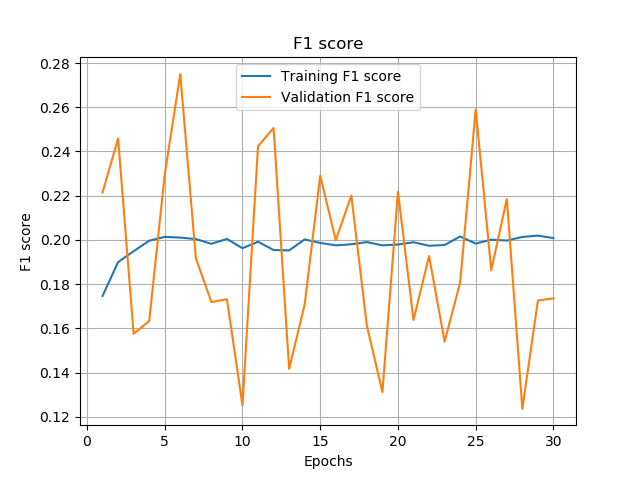 F1 score
Training F1 score
Validation F1 score
0.28
0.26
0.24
0.22
0.20
0.18
0.16
0.14
0.12
F1 score
0 5 10 15 20 25 30
Epochs